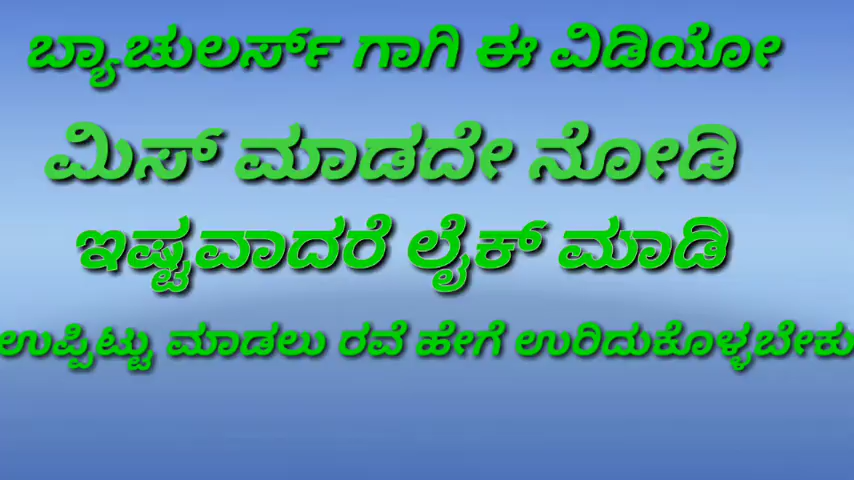 ಬ್ಯಾಚುಲರ್ಸ್ ಗಾಗಿ ಈ ವಿಡಿಯೋ
ಮಿಸ್ ಮಾಡದೇ ನೋಡಿ
ಇಷ್ಟವಾದರೆ ಲೈಕ್ ಮಾಡಿ
ಉಪ್ಪಿಟ್ಟು ಮಾಡಲು ರವೆ ಹೇಗೆ ಉರಿದುಕೊಳ್ಳಬೇಕು